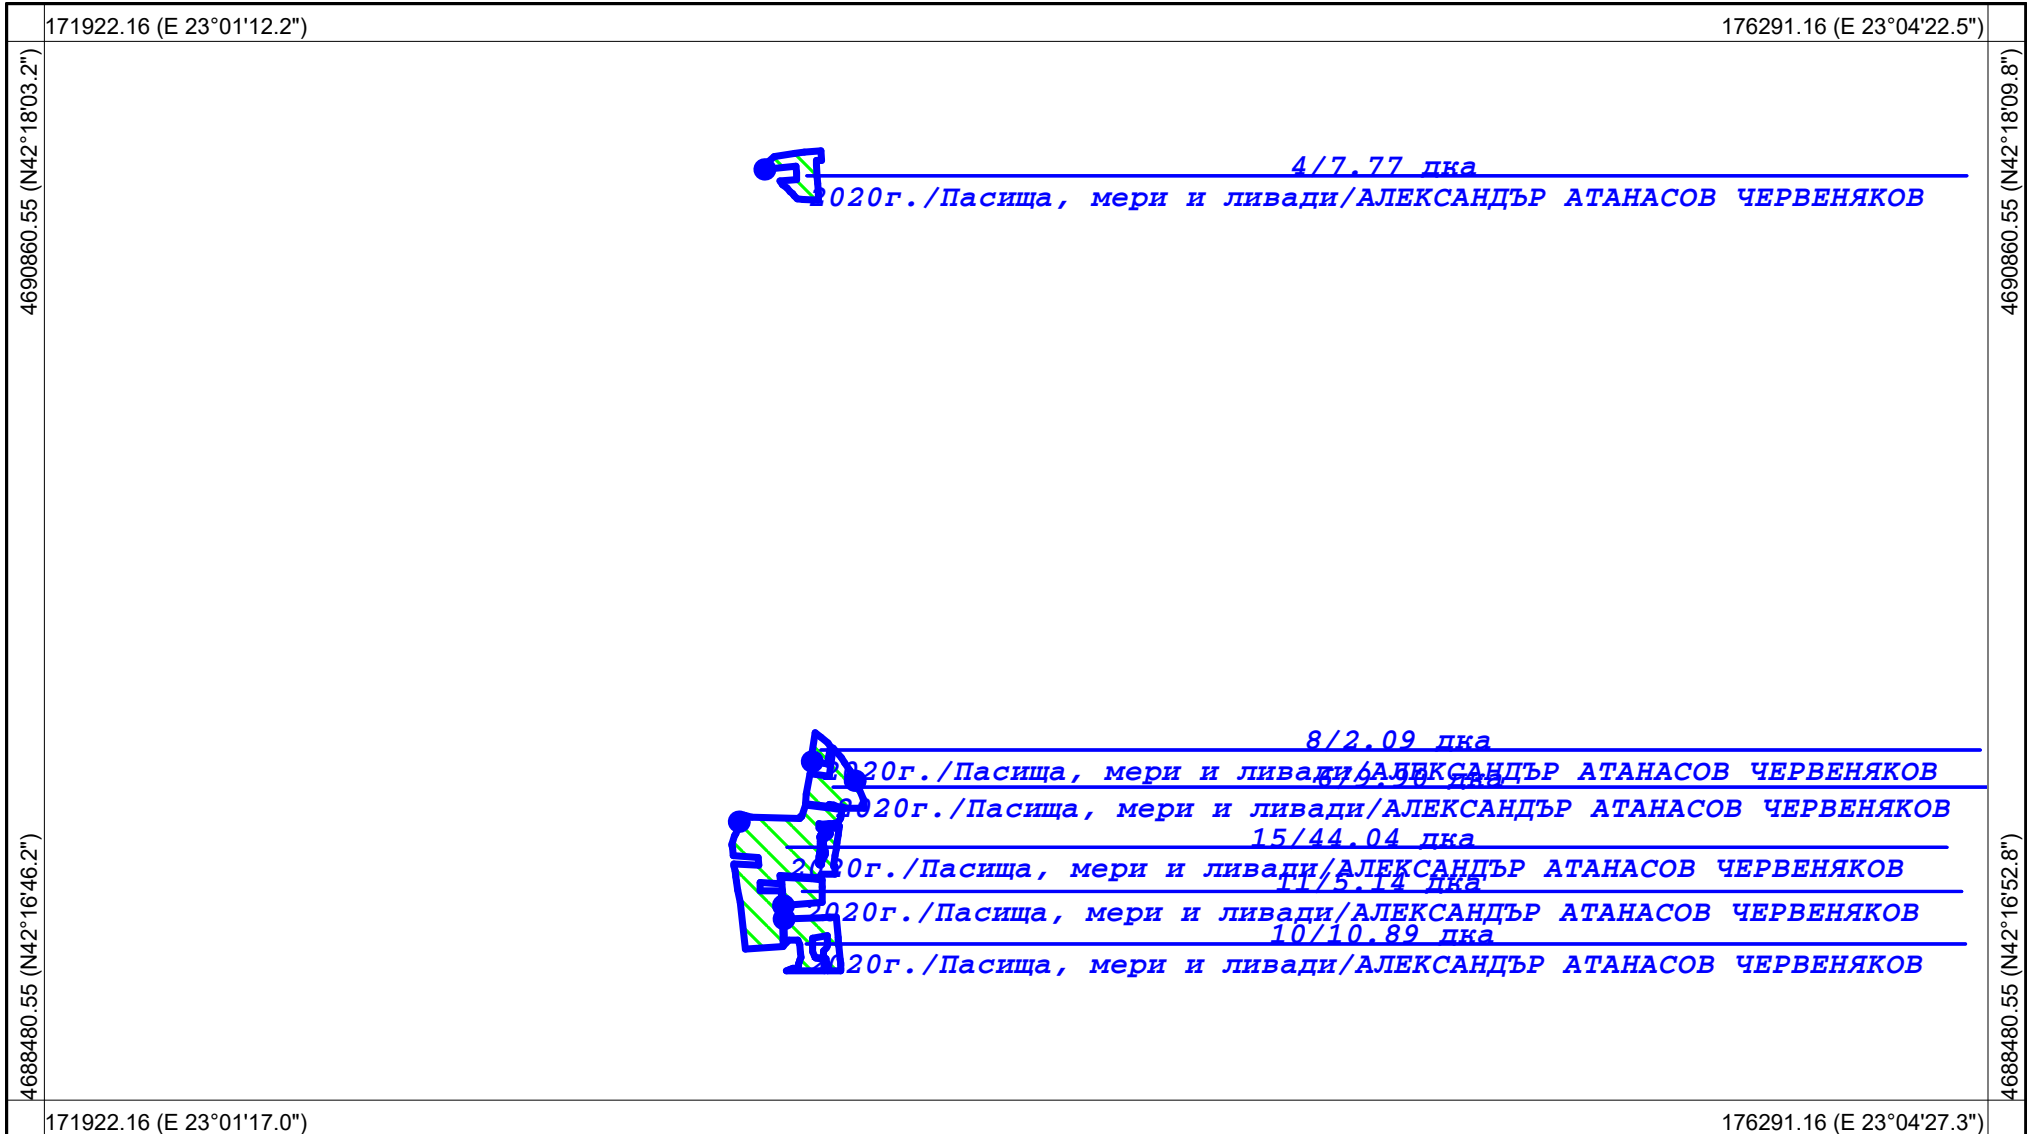 171922.16 (E 23°01'12.2")
176291.16 (E 23°04'22.5")
4690860.55 (N42°18'03.2")
4690860.55 (N42°18'09.8")
4/7.77 дка
2020г./Пасища, мери и ливади/АЛЕКСАНДЪР АТАНАСОВ ЧЕРВЕНЯКОВ
8/2.09 дка
2020г./Пасища, мери и ливади/АЛЕКСАНДЪР АТАНАСОВ ЧЕРВЕНЯКОВ
дка
2020г./Пасища, мери и ливади/АЛЕКСАНДЪР АТАНАСОВ ЧЕРВЕНЯКОВ
15/44.04 дка
2020г./Пасища, мери и ливади/АЛЕКСАНДЪР АТАНАСОВ ЧЕРВЕНЯКОВ
11/5.14 дка
2020г./Пасища, мери и ливади/АЛЕКСАНДЪР АТАНАСОВ ЧЕРВЕНЯКОВ
10/10.89 дка
2020г./Пасища, мери и ливади/АЛЕКСАНДЪР АТАНАСОВ ЧЕРВЕНЯКОВ
4688480.55 (N42°16'46.2")
4688480.55 (N42°16'52.8")
171922.16 (E 23°01'17.0")
176291.16 (E 23°04'27.3")